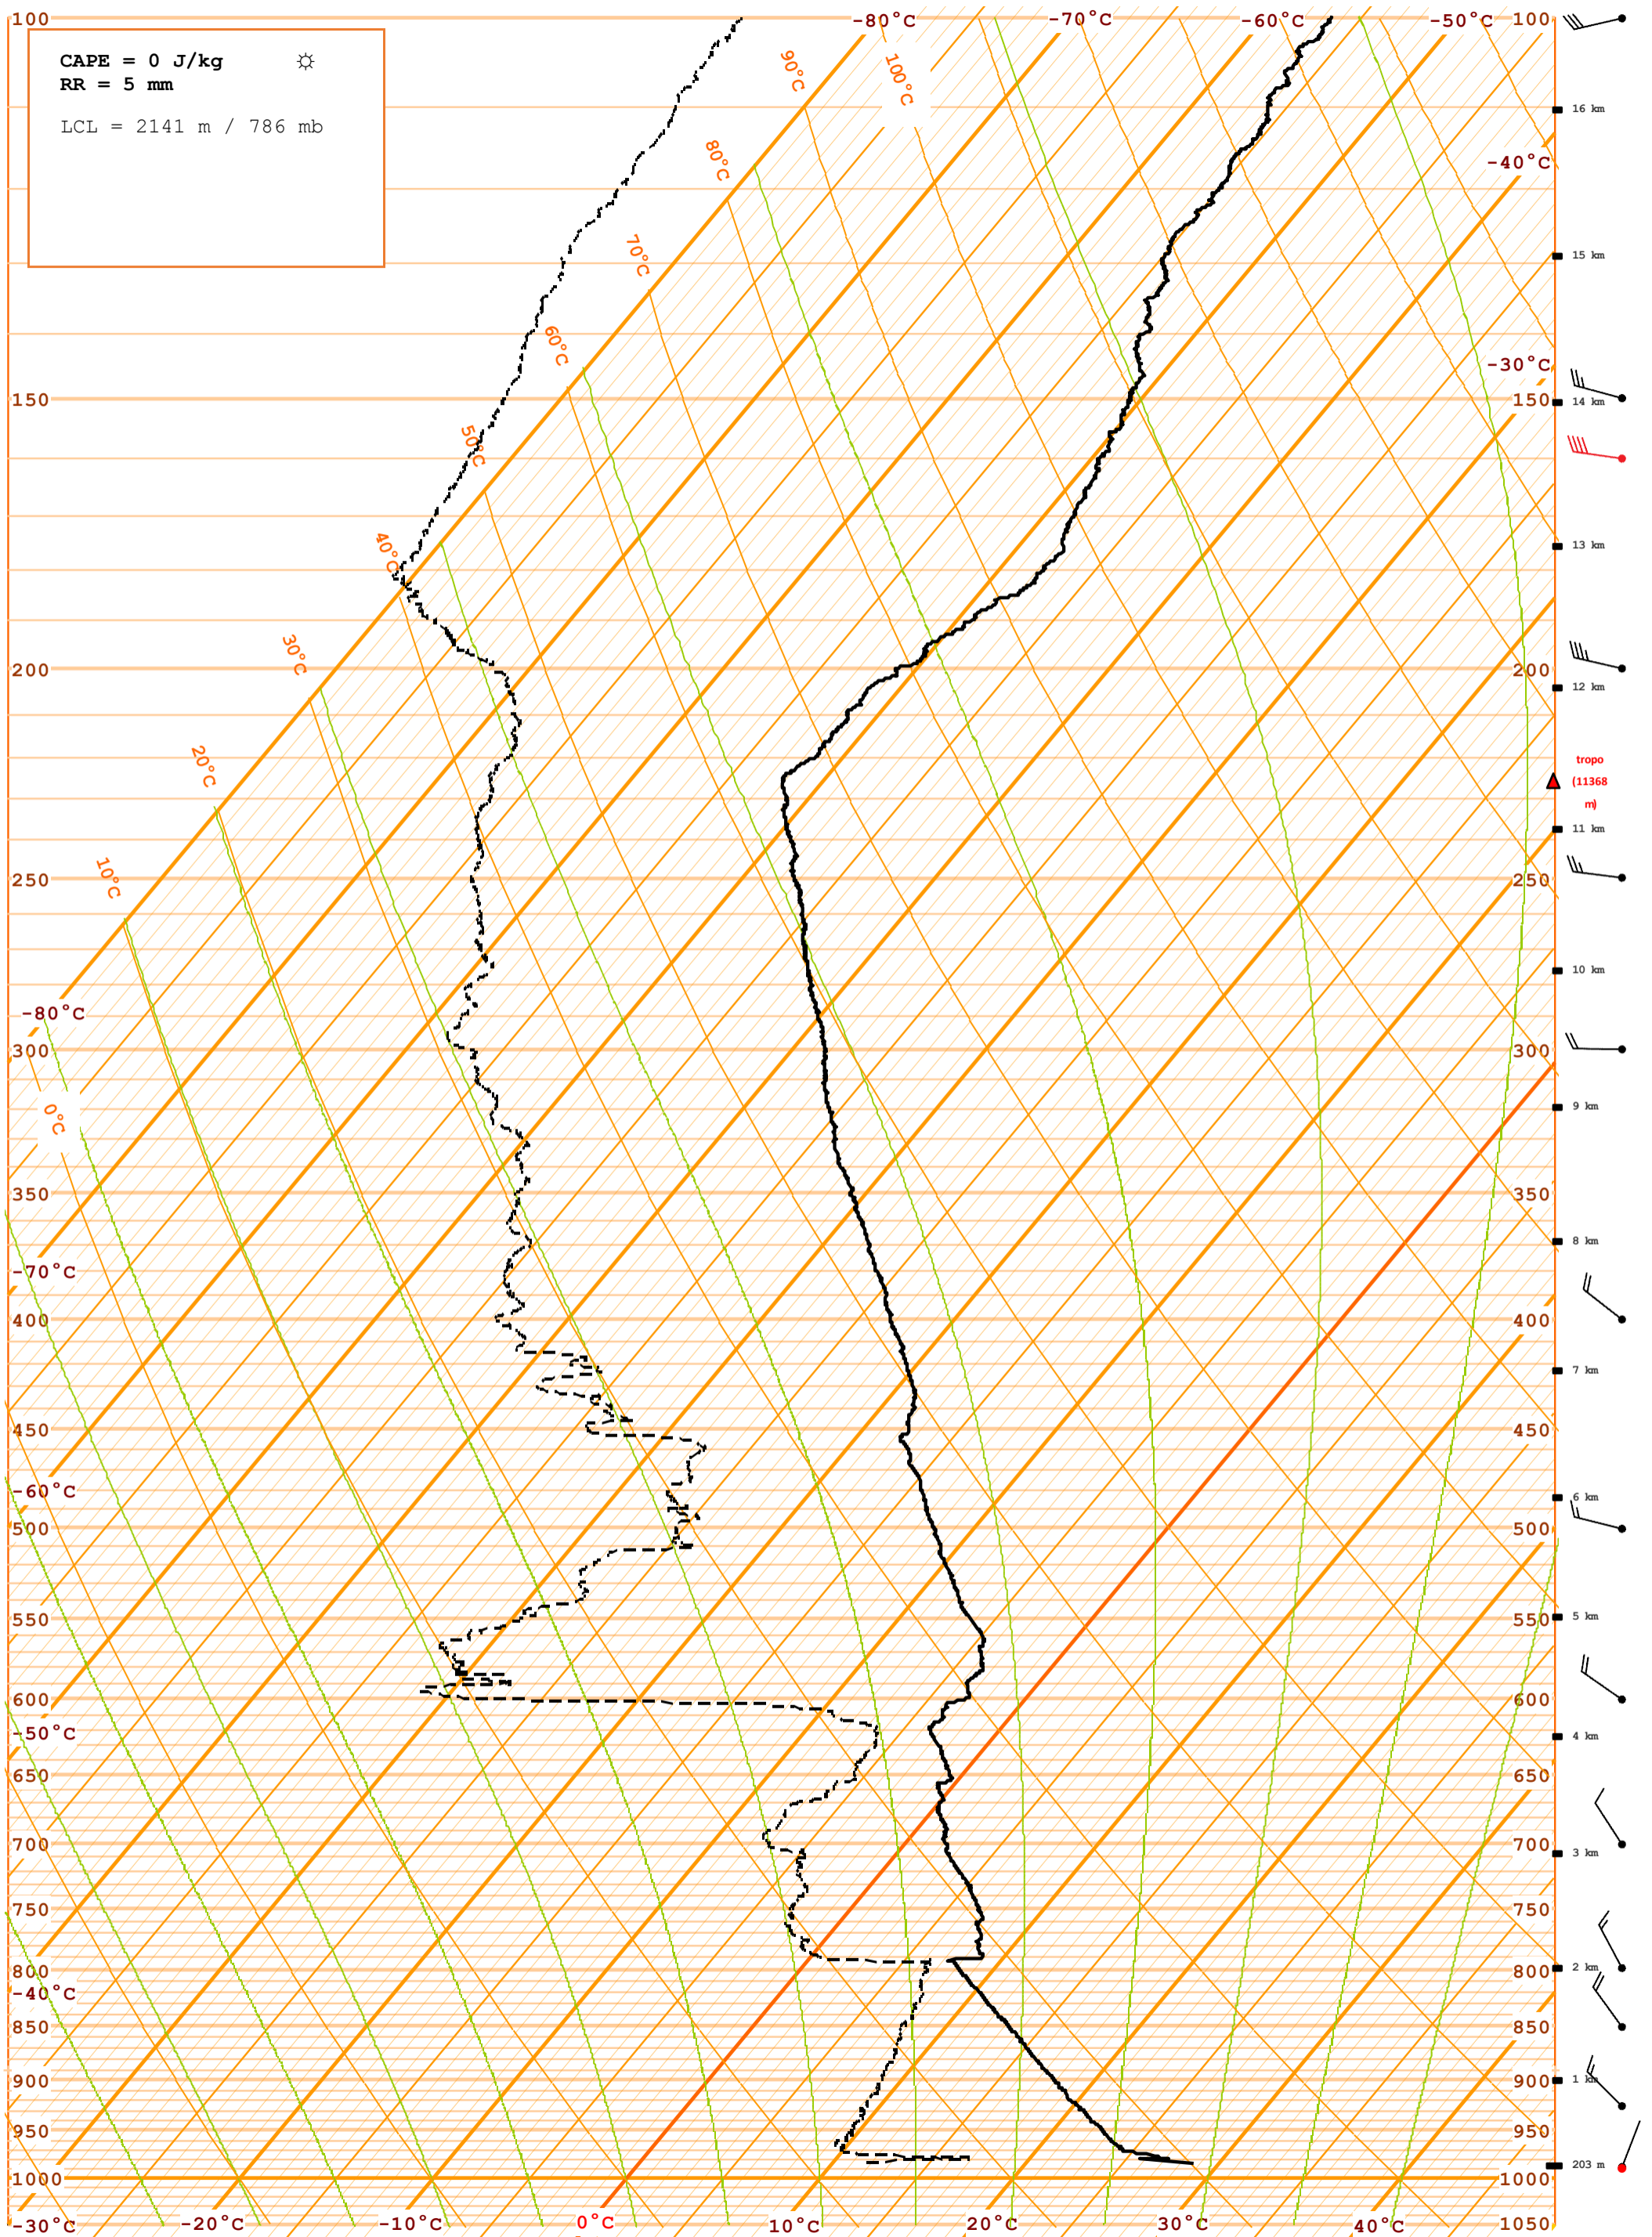 100 -80°C -70°C -60°C -50°C 100
CAPE = 0 J/kg ☼
RR = 5 mm
LCL = 2141 m / 786 mb
90°C 100°C
16 km
80°C -40°C
70°C 15 km
60°C -30°C
150 150 14 km
50°C
40°C 13 km
30°C 200 200
12 km
20°C tropo
(11368
m)
11 km
10°C 250 250
10 km
-80°C
300 300
0°C 9 km
350 350
8 km
-70°C
400 400
7 km
450 450
-60°C 6 km
500 500
550 550 5 km
600 600
-50°C 4 km
650 650
700 700
3 km
750 750
800 800 2 km
-40°C
850 850
900 900 1 km
950 950
203 m
1000 1000
-30°C -20°C -10°C 0°C 10°C 20°C 30°C 40°C 1050